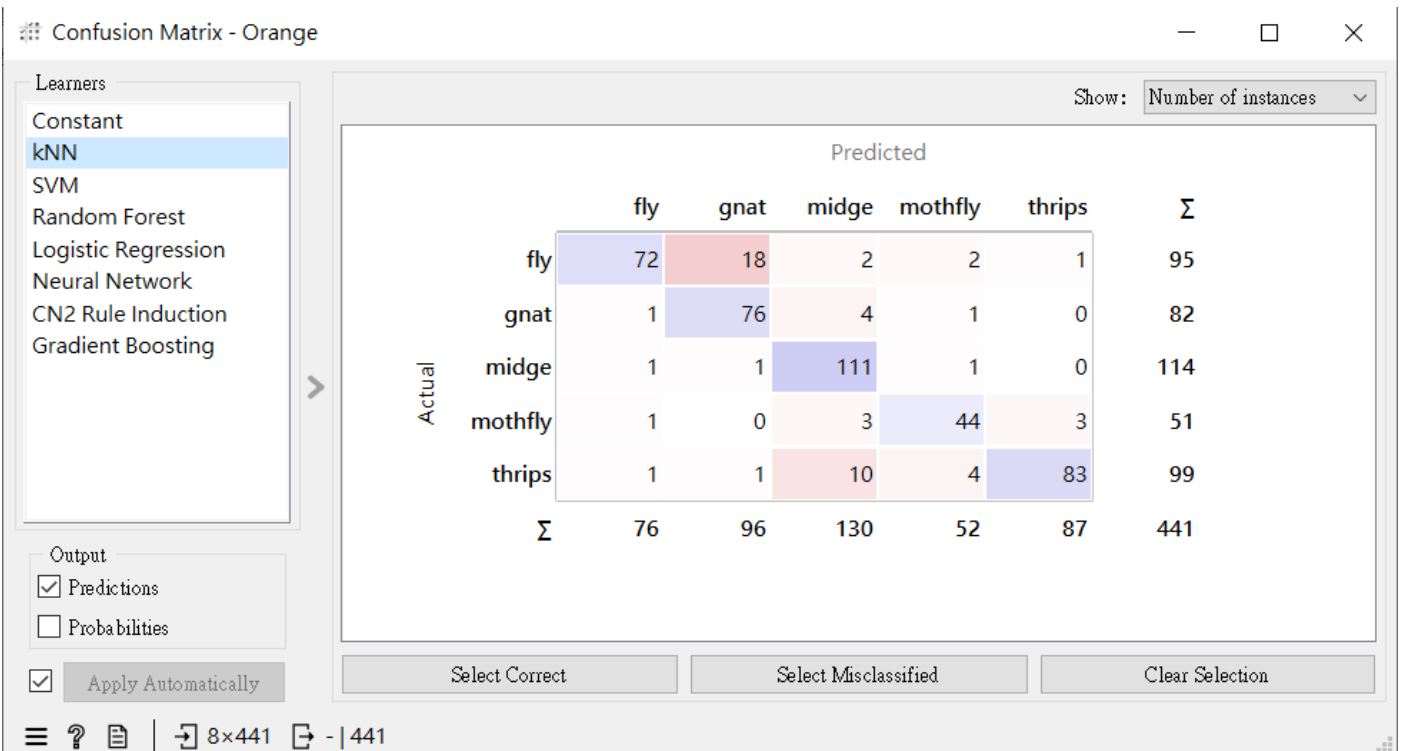 Confusion Matrix - Orange
Learners
Constant
kNN
SVM
Random Forest
Logistic Regression
Neural Network
CN2 Rule Induction
Gradient Boosting
Output
Predictions
Probabilities
Apply Automatically
Show: Number of instances
Predicted
fly gnat midge mothfly thrips Σ
Actual
fly 72 18 2 2 1 95
gnat 1 76 4 1 0 82
midge 1 1 111 1 0 114
mothfly 1 0 3 44 3 51
thrips 1 1 10 4 83 99
Σ 76 96 130 52 87 441
Select Correct Select Misclassified Clear Selection
? 8×441 - | 441